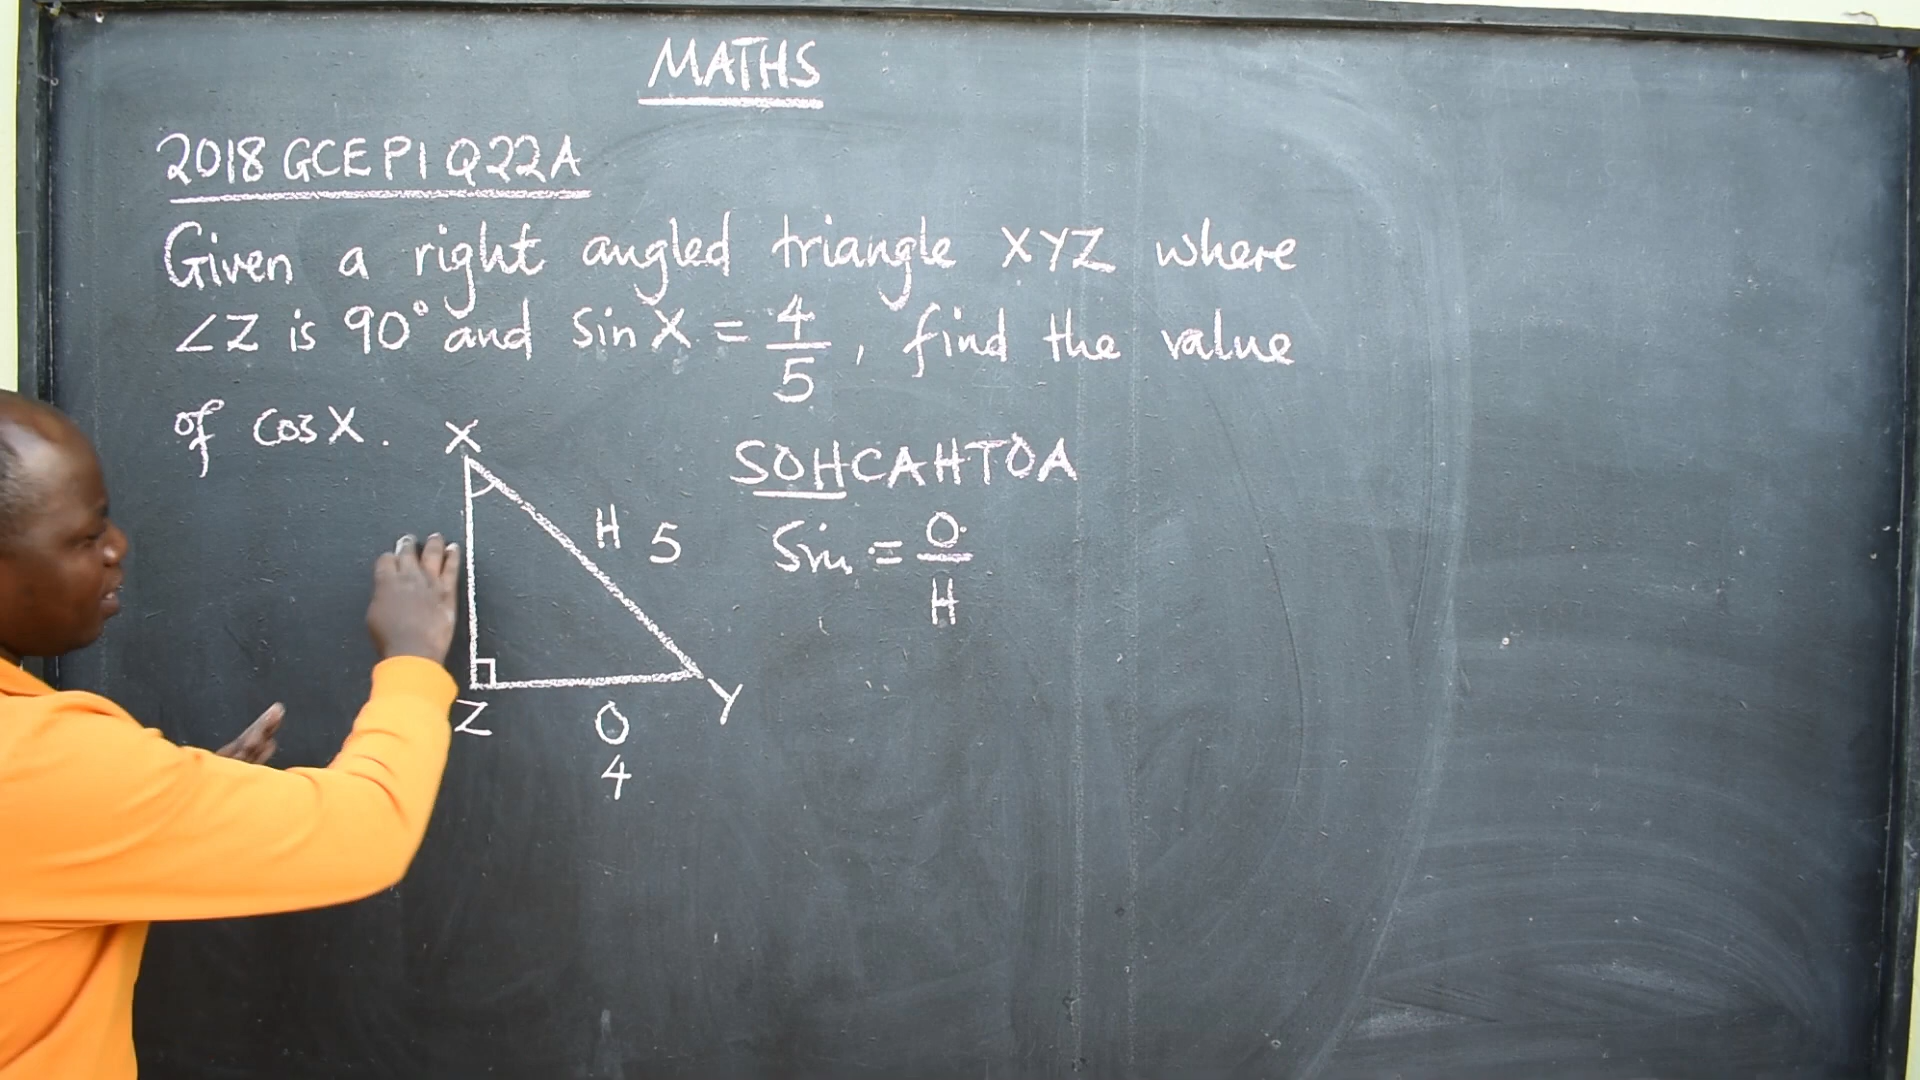 MATHS
2018 GCE P1 Q22A
Given a right angled triangle XYZ where
∠Z is 90° and Sin X = 4/5, find the value
of Cos X.
X
SOHCAHTOA
H 5
Sin = O/H
Z
O
Y
4